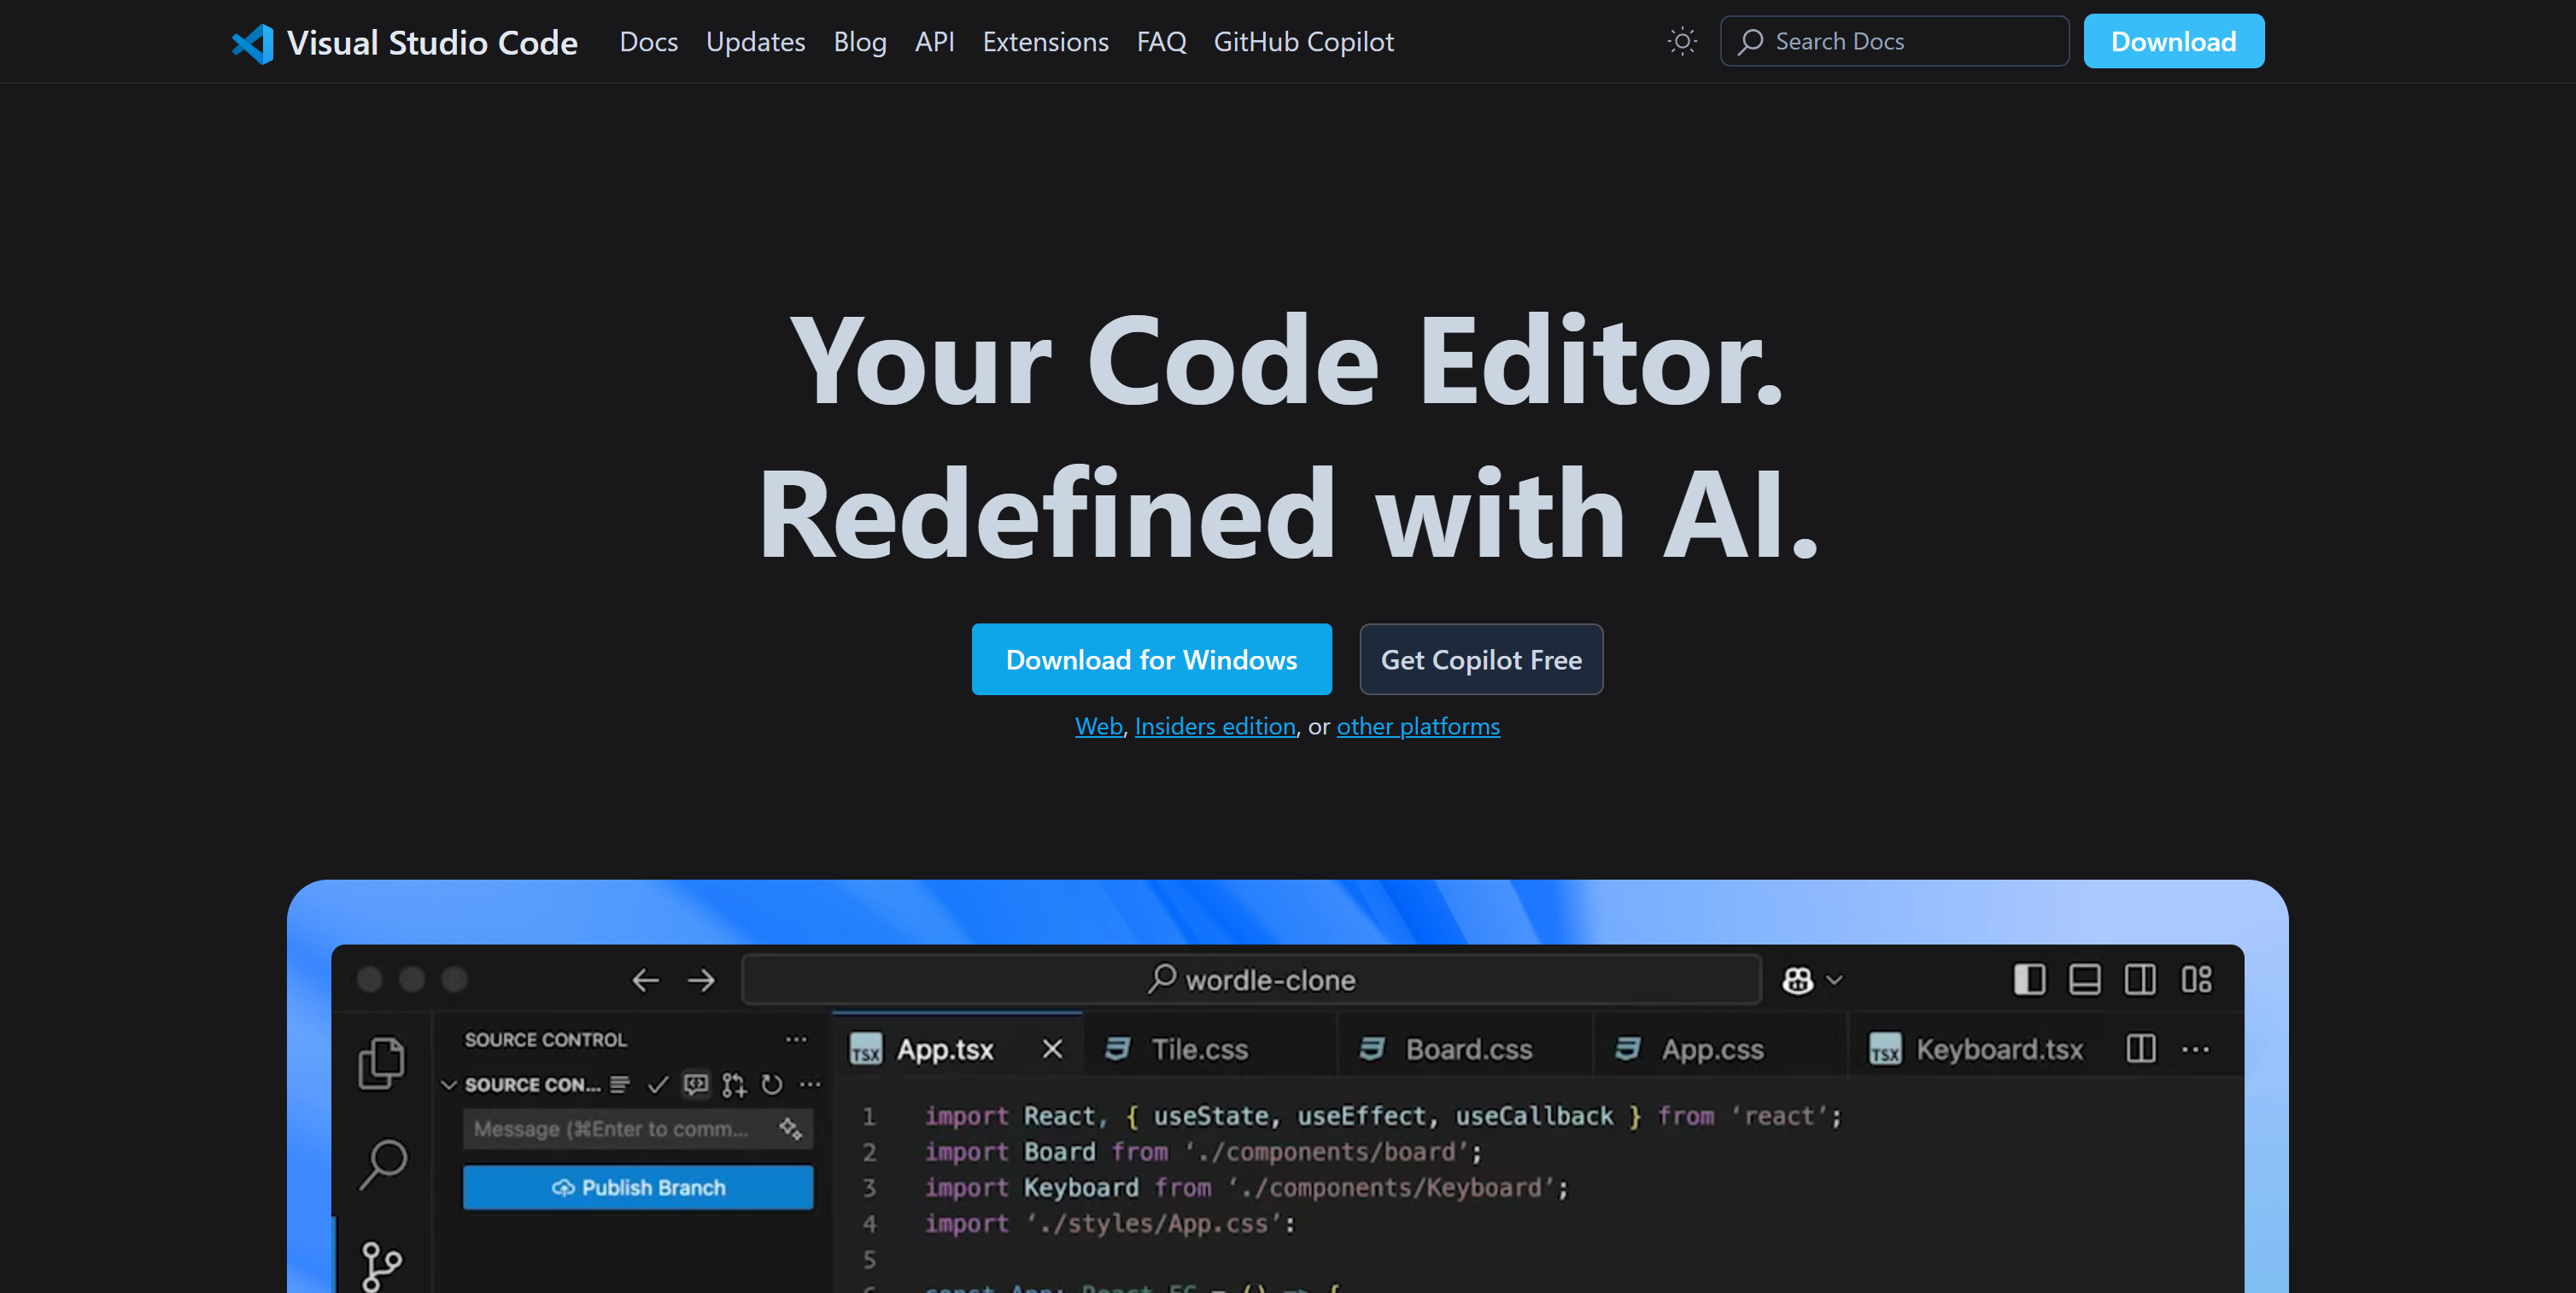 Visual Studio Code Docs Updates Blog API Extensions FAQ GitHub Copilot Search Docs Download
Your Code Editor.
Redefined with AI.
Download for Windows Get Copilot Free
Web, Insiders edition, or other platforms
wordle-clone
SOURCE CONTROL
SOURCE CON...
Message (⌘Enter to comm...
Publish Branch
TSX App.tsx Tile.css Board.css App.css TSX Keyboard.tsx
1 import React, { useState, useEffect, useCallback } from ‘react’;
2 import Board from ‘./components/board’;
3 import Keyboard from ‘./components/Keyboard’;
4 import ‘./styles/App.css’:
5